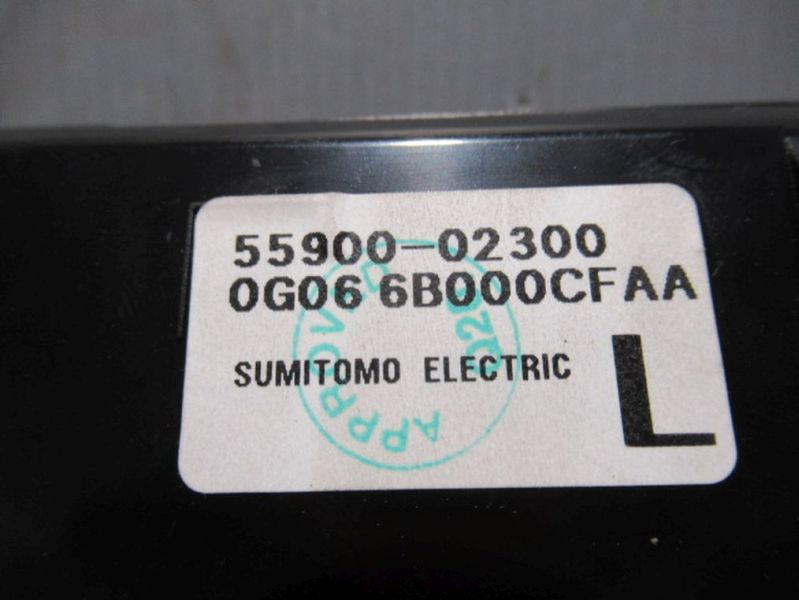 55900-02300
0G06 6B000CFAA
SUMITOMO ELECTRIC
L
APPROVED